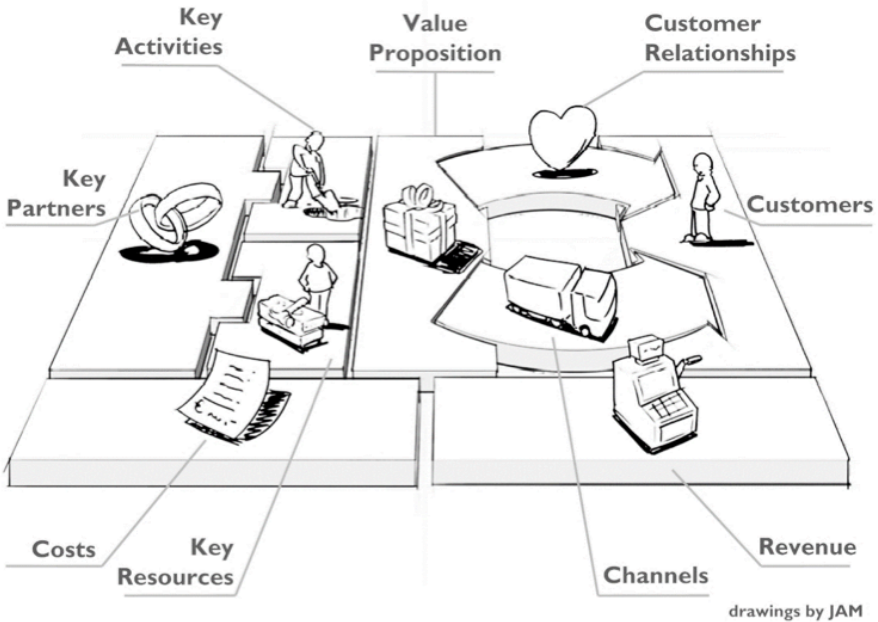 Key
Activities
Value
Proposition
Customer
Relationships
Key
Partners
Customers
Costs
Key
Resources
Channels
Revenue
drawings by JAM